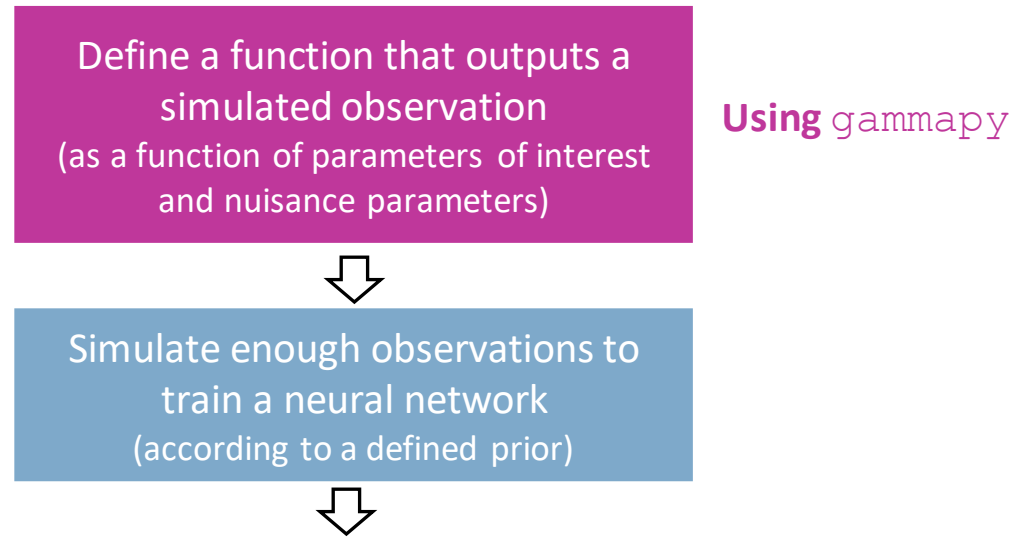 Define a function that outputs a
simulated observation
(as a function of parameters of interest
and nuisance parameters)
Using gammapy
Simulate enough observations to
train a neural network
(according to a defined prior)